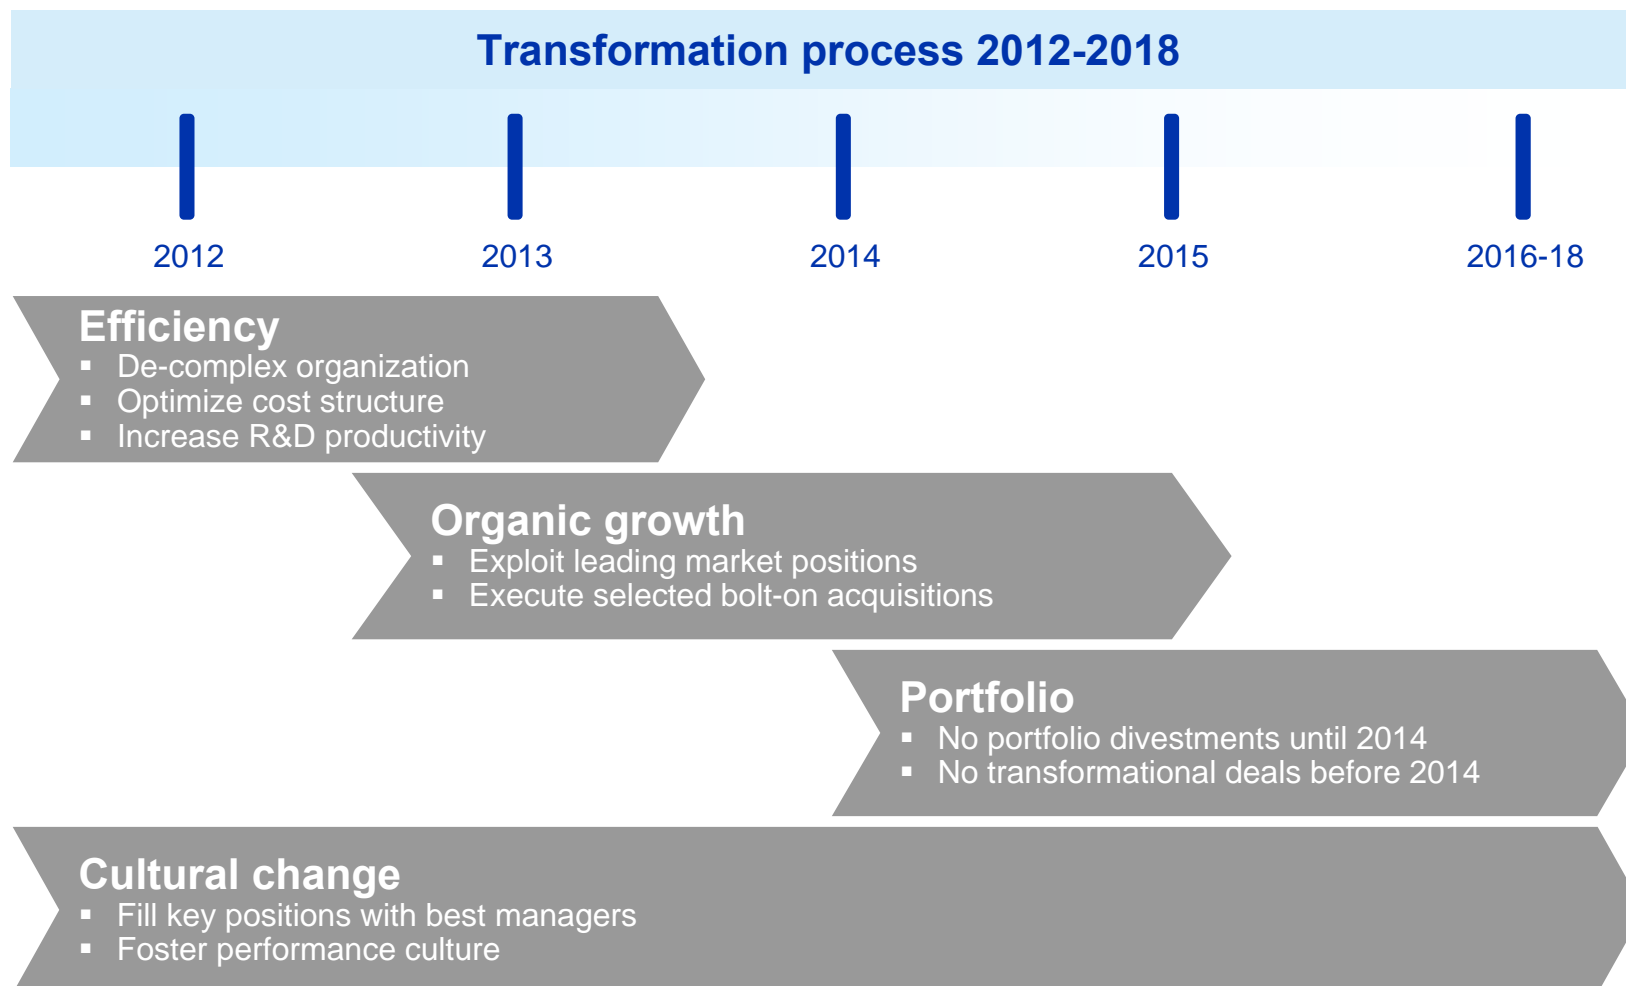 Transformation process 2012-2018
2012 2013 2014 2015 2016-18
Efficiency
▪ De-complex organization
▪ Optimize cost structure
▪ Increase R&D productivity
Organic growth
▪ Exploit leading market positions
▪ Execute selected bolt-on acquisitions
Portfolio
▪ No portfolio divestments until 2014
▪ No transformational deals before 2014
Cultural change
▪ Fill key positions with best managers
▪ Foster performance culture